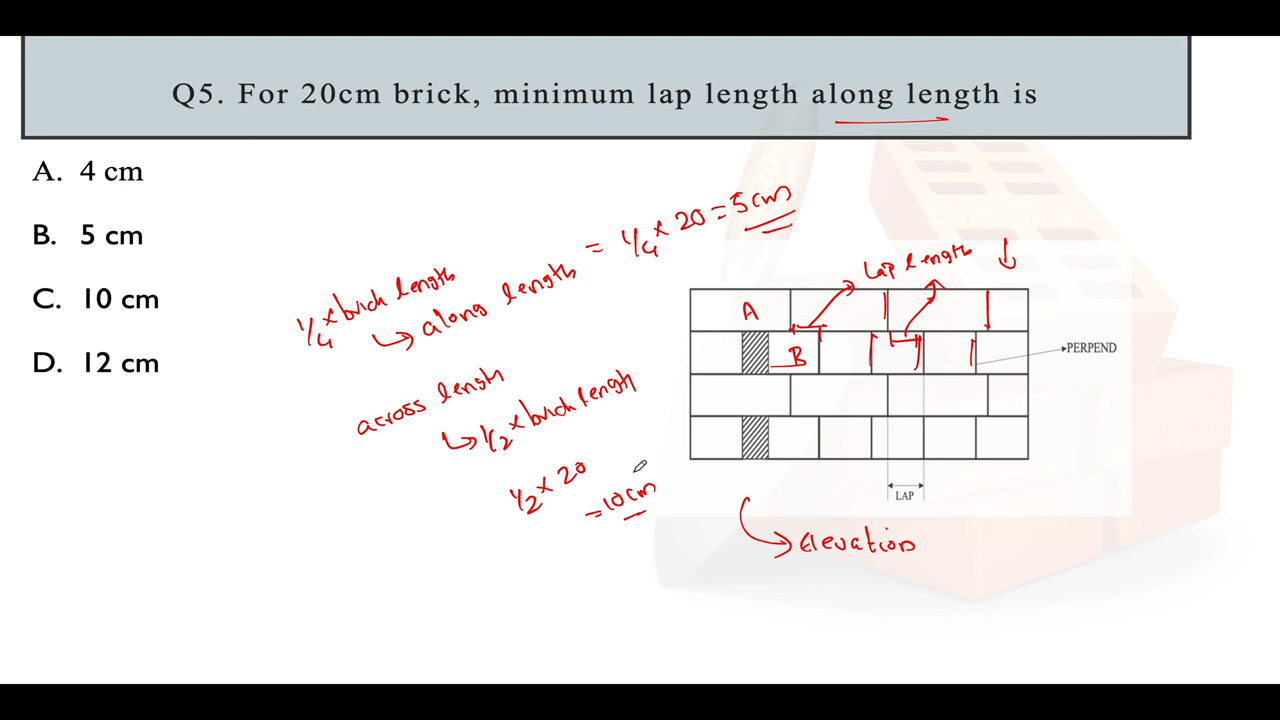 Q5. For 20cm brick, minimum lap length along length is
A. 4 cm
B. 5 cm
C. 10 cm
D. 12 cm
1/4 × brick length
↳ along length = 1/4 × 20 = 5cm
across length
↳ 1/2 × brick length
1/2 × 20
= 10cm
Lap length
A
B
PERPEND
LAP
elevation